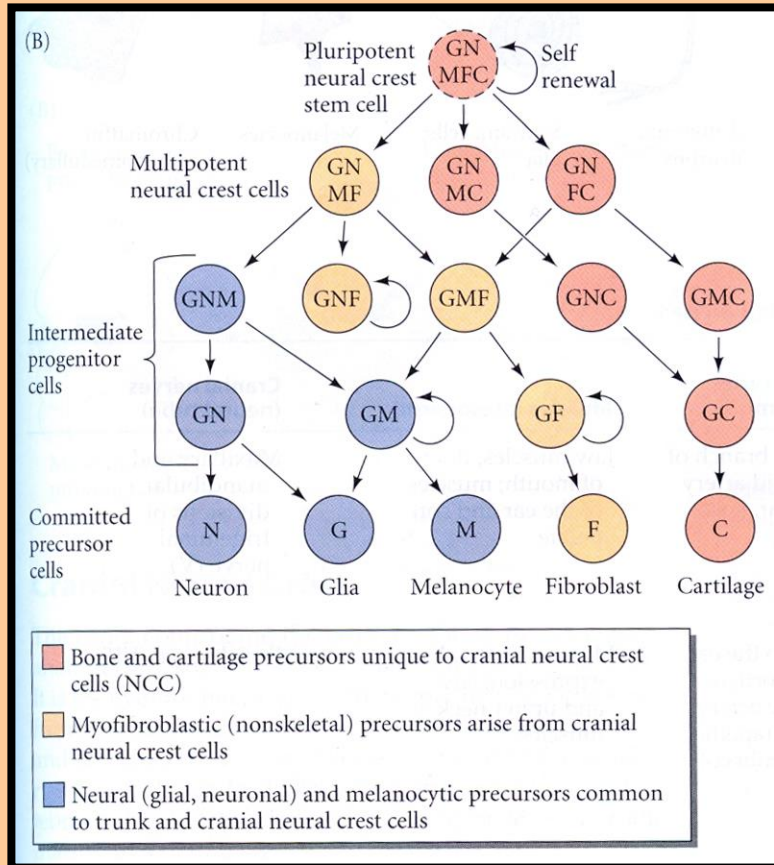 (B)
Pluripotent
neural crest
stem cell
GN
MFC
Self
renewal
Multipotent
neural crest cells
GN
MF
GN
MC
GN
FC
Intermediate
progenitor
cells
GNM
GNF
GMF
GNC
GMC
GN
GM
GF
GC
Committed
precursor
cells
N
G
M
F
C
Neuron
Glia
Melanocyte
Fibroblast
Cartilage
Bone and cartilage precursors unique to cranial neural crest
cells (NCC)
Myofibroblastic (nonskeletal) precursors arise from cranial
neural crest cells
Neural (glial, neuronal) and melanocytic precursors common
to trunk and cranial neural crest cells